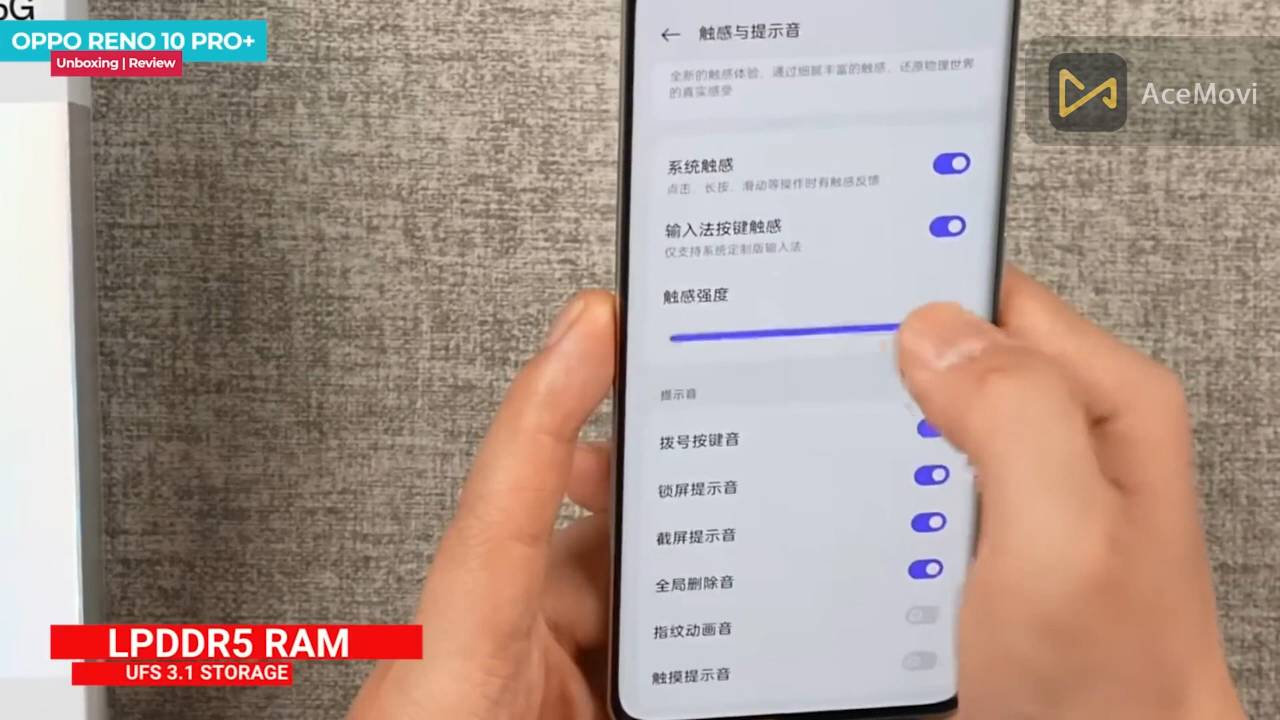 5G
OPPO RENO 10 PRO+
Unboxing | Review
AceMovi
触感与提示音
全新的触感体验，通过细腻丰富的触感，还原物理世界
的真实感受
系统触感
点击、长按、滑动等操作时有触感反馈
输入法按键触感
仅支持系统定制版输入法
触感强度
提示音
拨号按键音
锁屏提示音
截屏提示音
全局删除音
指纹动画音
触摸提示音
LPDDR5 RAM
UFS 3.1 STORAGE